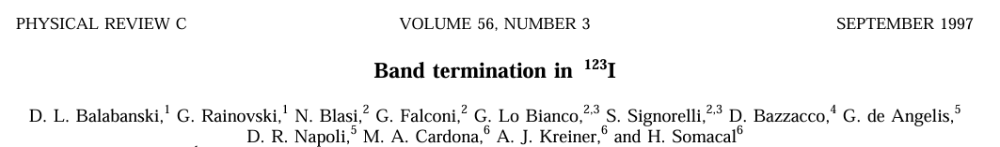 PHYSICAL REVIEW C VOLUME 56, NUMBER 3 SEPTEMBER 1997
Band termination in ¹²³I
D. L. Balabanski,¹ G. Rainovski,¹ N. Blasi,² G. Falconi,² G. Lo Bianco,²,³ S. Signorelli,²,³ D. Bazzacco,⁴ G. de Angelis,⁵
D. R. Napoli,⁵ M. A. Cardona,⁶ A. J. Kreiner,⁶ and H. Somacal⁶